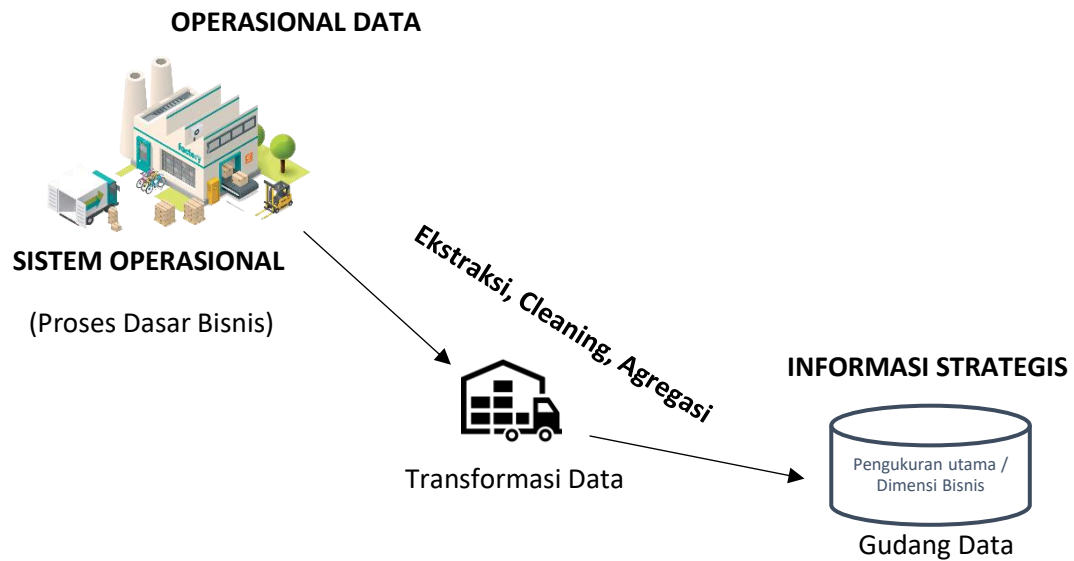 OPERASIONAL DATA
factory
SISTEM OPERASIONAL
(Proses Dasar Bisnis)
Ekstraksi, Cleaning, Agregasi
Transformasi Data
INFORMASI STRATEGIS
Pengukuran utama /
Dimensi Bisnis
Gudang Data